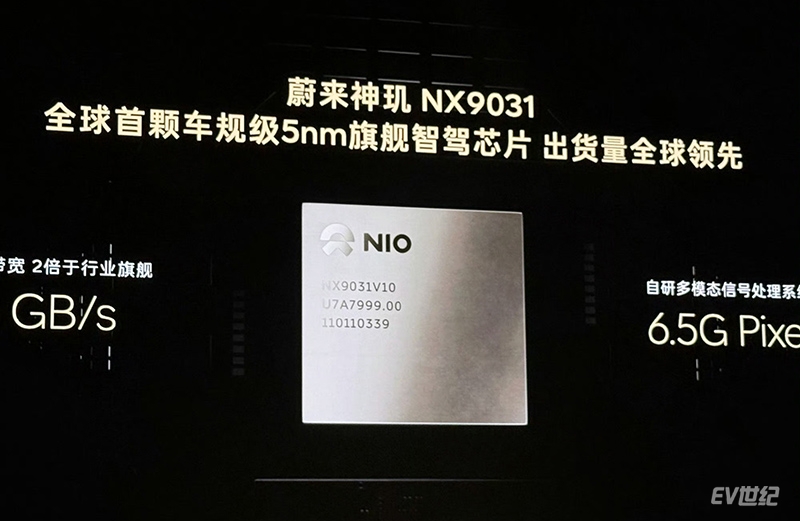 蔚来神玑 NX9031
全球首颗车规级5nm旗舰智驾芯片 出货量全球领先
NIO
带宽 2倍于行业旗舰
GB/s
NX9031V10
U7A7999.00
110110339
自研多模态信号处理系统
6.5G Pixe
EV世纪